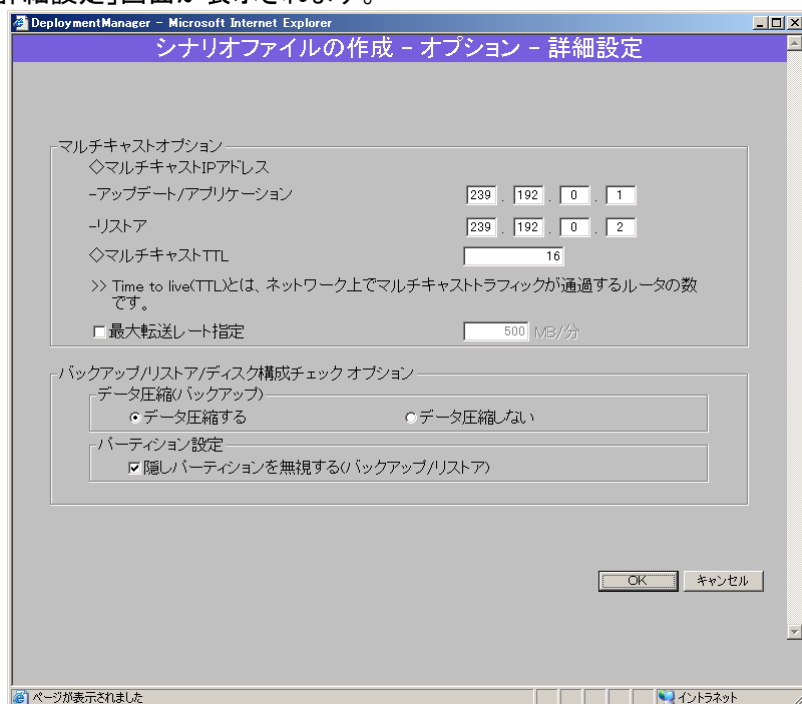 詳細設定」画面が表示されます。
DeploymentManager - Microsoft Internet Explorer
シナリオファイルの作成 - オプション - 詳細設定
マルチキャストオプション
◇マルチキャストIPアドレス
-アップデート/アプリケーション 239 . 192 . 0 . 1
-リストア 239 . 192 . 0 . 2
◇マルチキャストTTL 16
>> Time to live(TTL)とは、ネットワーク上でマルチキャストトラフィックが通過するルータの数
です。
最大転送レート指定 500 MB/分
バックアップ/リストア/ディスク構成チェック オプション
データ圧縮(バックアップ)
データ圧縮する データ圧縮しない
パーティション設定
隠しパーティションを無視する(バックアップ/リストア)
OK キャンセル
ページが表示されました イントラネット